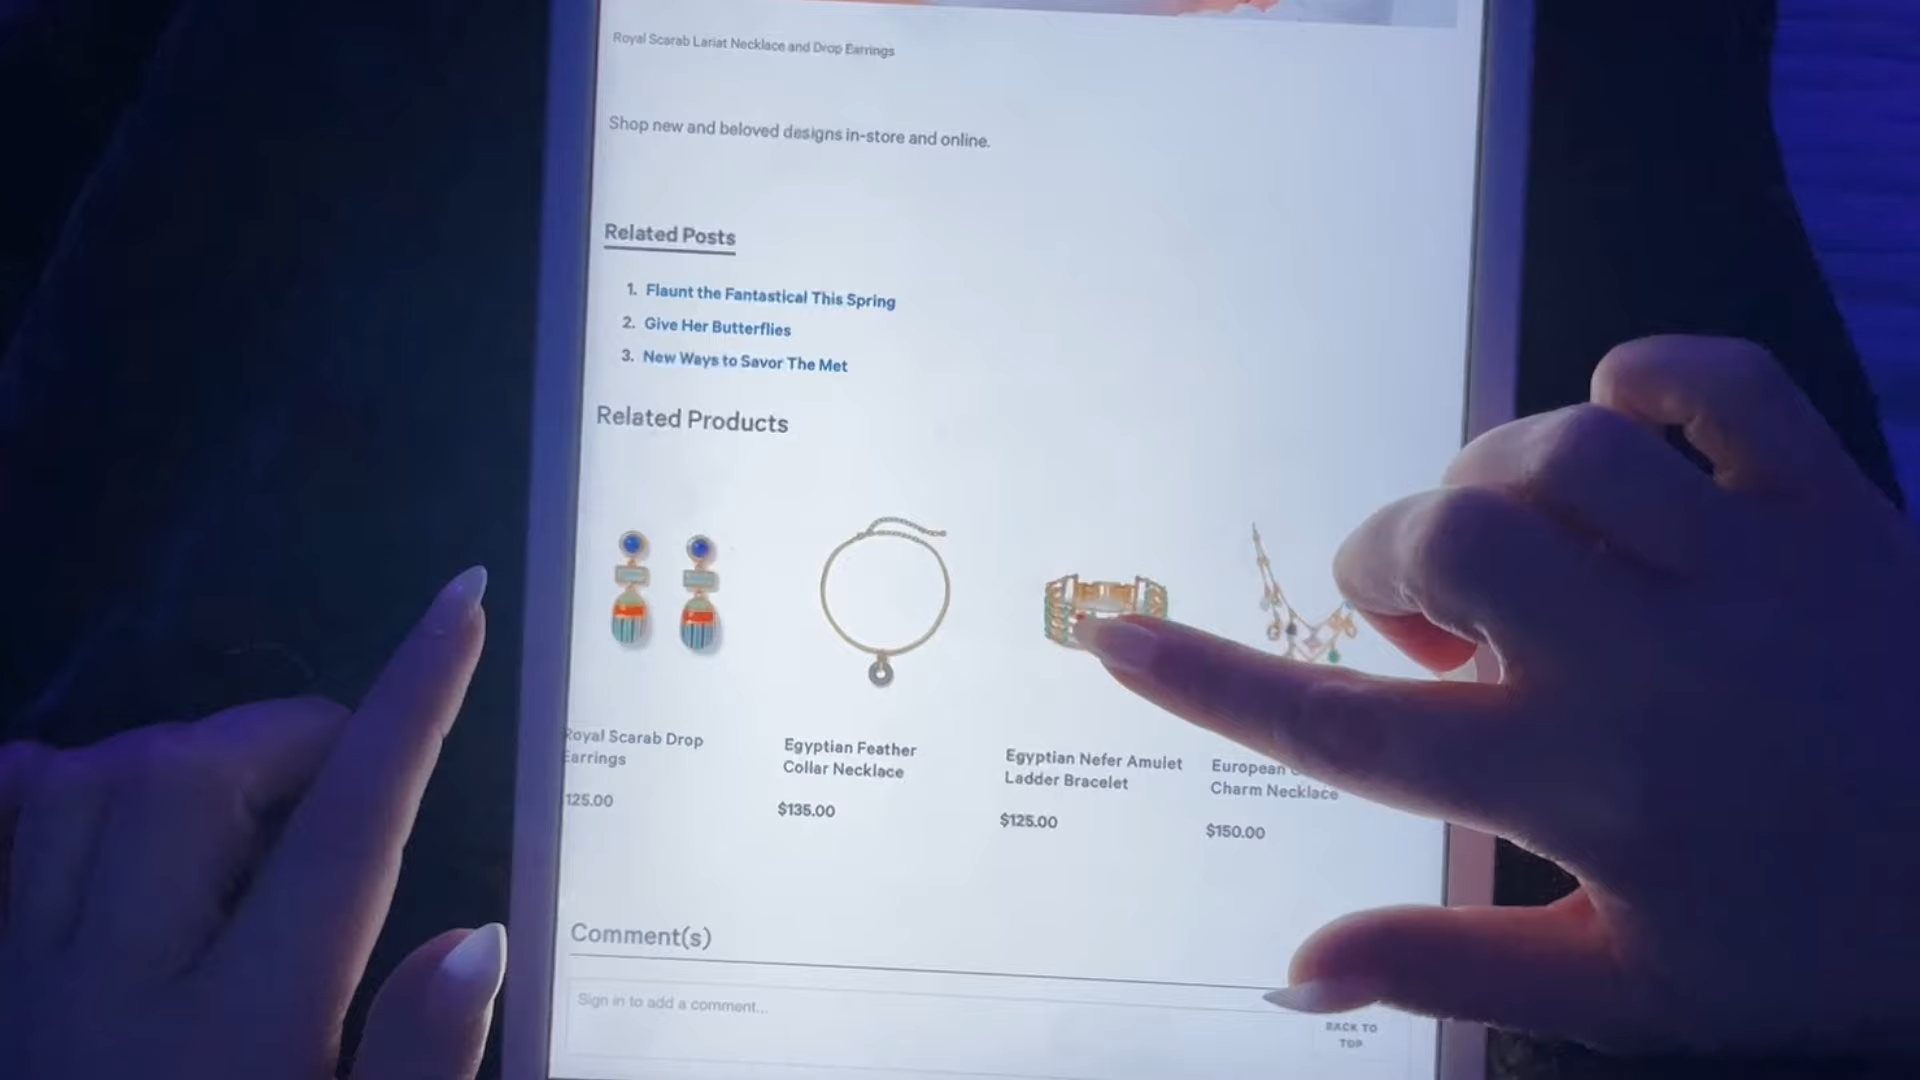 Royal Scarab Lariat Necklace and Drop Earrings
Shop new and beloved designs in-store and online.
Related Posts
1. Flaunt the Fantastical This Spring
2. Give Her Butterflies
3. New Ways to Savor The Met
Related Products
Royal Scarab Drop
Earrings
125.00
Egyptian Feather
Collar Necklace
$135.00
Egyptian Nefer Amulet
Ladder Bracelet
$125.00
European
Charm Necklace
$150.00
Comment(s)
Sign in to add a comment...
BACK TO
TOP